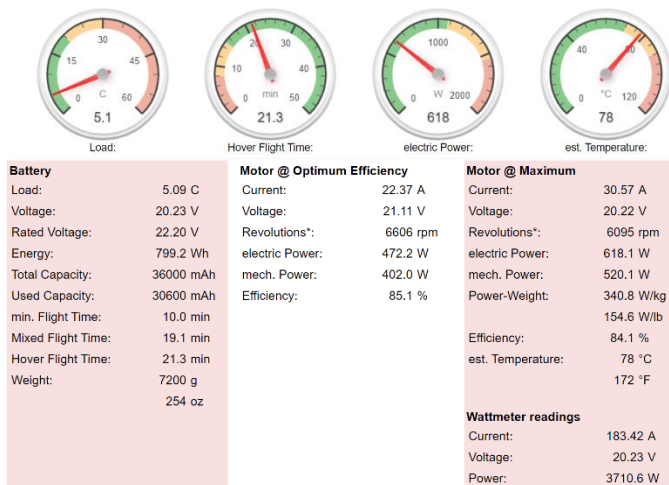 30
15
45
C
0
60
5.1
Load:
20
30
10
40
min
0
50
21.3
Hover Flight Time:
1000
W
0
2000
618
electric Power:
40
80
°C
0
120
78
est. Temperature:
Battery
Load: 5.09 C
Voltage: 20.23 V
Rated Voltage: 22.20 V
Energy: 799.2 Wh
Total Capacity: 36000 mAh
Used Capacity: 30600 mAh
min. Flight Time: 10.0 min
Mixed Flight Time: 19.1 min
Hover Flight Time: 21.3 min
Weight: 7200 g
254 oz
Motor @ Optimum Efficiency
Current: 22.37 A
Voltage: 21.11 V
Revolutions*: 6606 rpm
electric Power: 472.2 W
mech. Power: 402.0 W
Efficiency: 85.1 %
Motor @ Maximum
Current: 30.57 A
Voltage: 20.22 V
Revolutions*: 6095 rpm
electric Power: 618.1 W
mech. Power: 520.1 W
Power-Weight: 340.8 W/kg
154.6 W/lb
Efficiency: 84.1 %
est. Temperature: 78 °C
172 °F
Wattmeter readings
Current: 183.42 A
Voltage: 20.23 V
Power: 3710.6 W